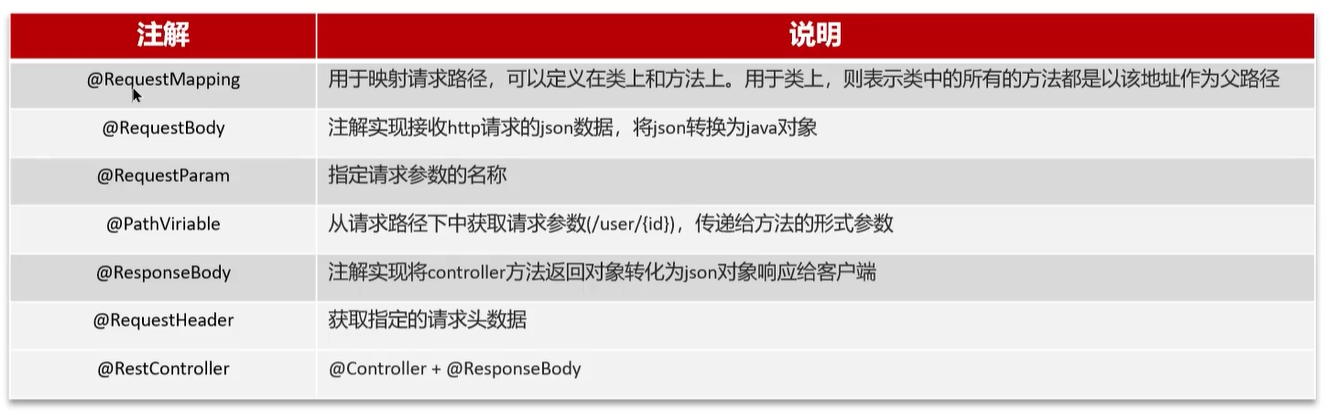 注解 说明
@RequestMapping 用于映射请求路径，可以定义在类上和方法上。用于类上，则表示类中的所有的方法都是以该地址作为父路径
@RequestBody 注解实现接收http请求的json数据，将json转换为java对象
@RequestParam 指定请求参数的名称
@PathViriable 从请求路径下中获取请求参数(/user/{id})，传递给方法的形式参数
@ResponseBody 注解实现将controller方法返回对象转化为json对象响应给客户端
@RequestHeader 获取指定的请求头数据
@RestController @Controller + @ResponseBody